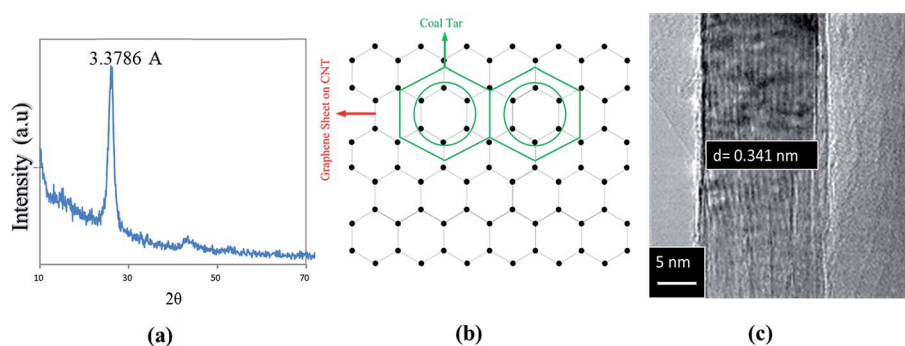 3.3786 A
Intensity (a.u)
10
30
50
70
2θ
(a)
Coal Tar
Graphene Sheet on CNT
(b)
d= 0.341 nm
5 nm
(c)